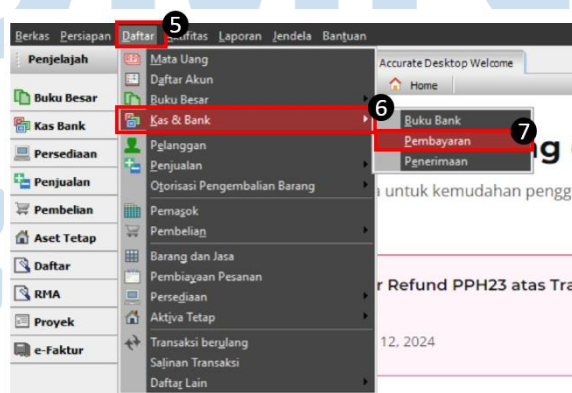 5
Berkas Persiapan Daftar Aktifitas Laporan Jendela Bantuan
Penjelajah
Buku Besar
Kas Bank
Persediaan
Penjualan
Pembelian
Aset Tetap
Daftar
RMA
Proyek
e-Faktur
Mata Uang
Daftar Akun
Buku Besar
Kas & Bank
Pelanggan
Penjualan
Otorisasi Pengembalian Barang
Pemasok
Pembelian
Barang dan Jasa
Pembiayaan Pesanan
Persediaan
Aktiva Tetap
Transaksi berulang
Salinan Transaksi
Daftar Lain
6
Buku Bank
7
Pembayaran
Penerimaan
Accurate Desktop Welcome
Home
g
untuk kemudahan pengg
r Refund PPH23 atas Tra
12, 2024